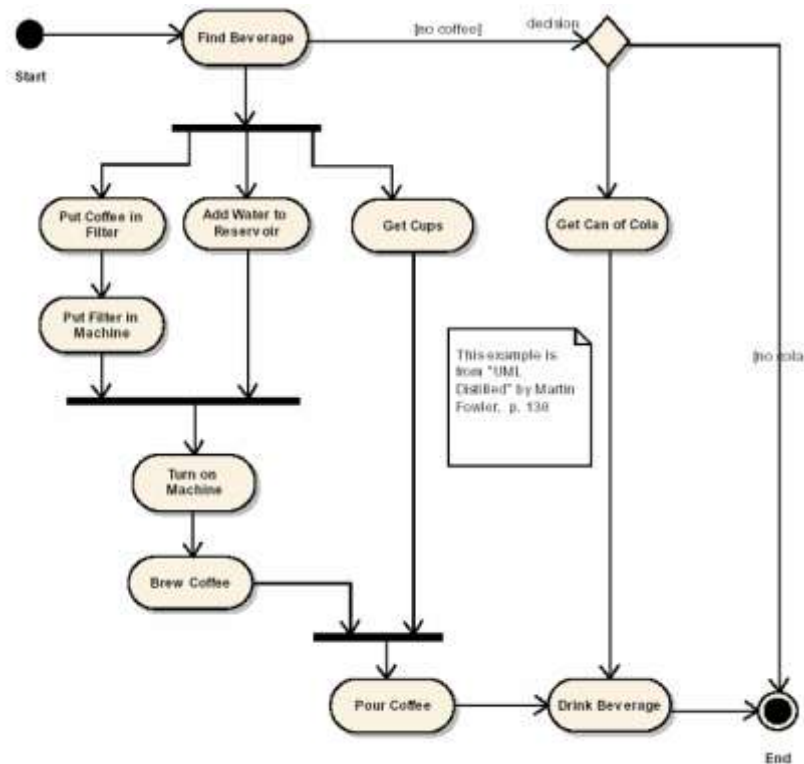 Find Beverage
[no coffee]
decision
Start
Put Coffee in
Filter
Add Water to
Reservoir
Get Cups
Get Can of Cola
Put Filter in
Machine
This example is
from "UML
Distilled" by Martin
Fowler, p. 130
[no cola
Turn on
Machine
Brew Coffee
Pour Coffee
Drink Beverage
End